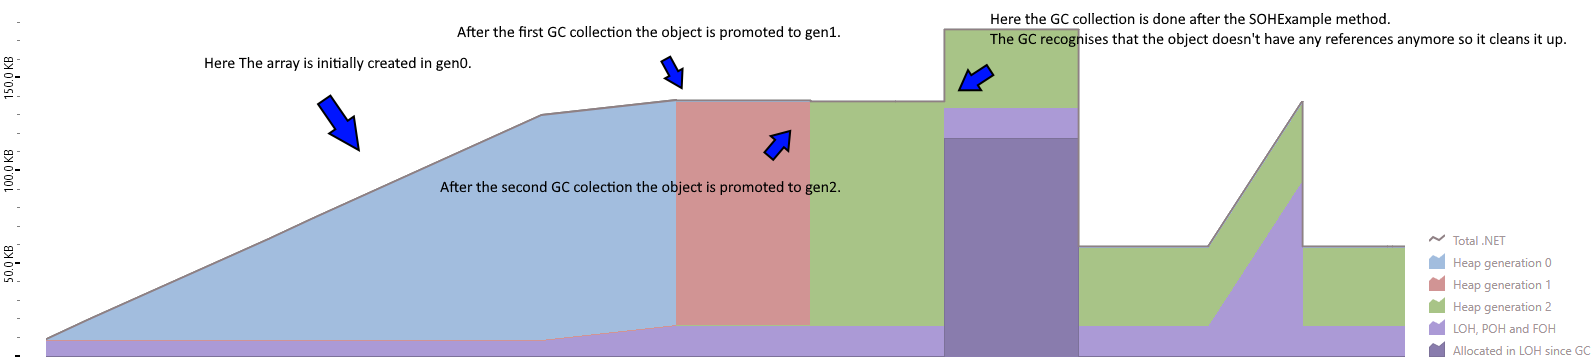 Here the GC collection is done after the SOHExample method.
After the first GC collection the object is promoted to gen1.
The GC recognises that the object doesn't have any references anymore so it cleans it up.
Here The array is initially created in gen0.
150.0 KB
100.0 KB
After the second GC colection the object is promoted to gen2.
50.0 KB
Total .NET
Heap generation 0
Heap generation 1
Heap generation 2
LOH, POH and FOH
Allocated in LOH since GC